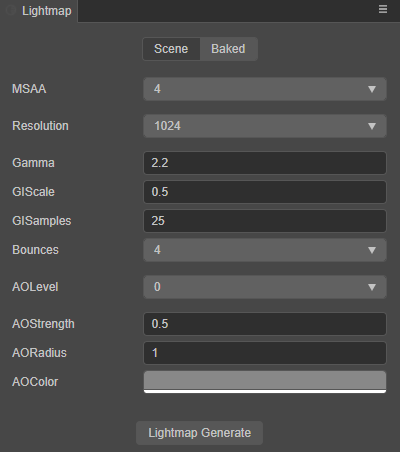 Lightmap
Scene Baked
MSAA 4
Resolution 1024
Gamma 2.2
GIScale 0.5
GISamples 25
Bounces 4
AOLevel 0
AOStrength 0.5
AORadius 1
AOColor
Lightmap Generate